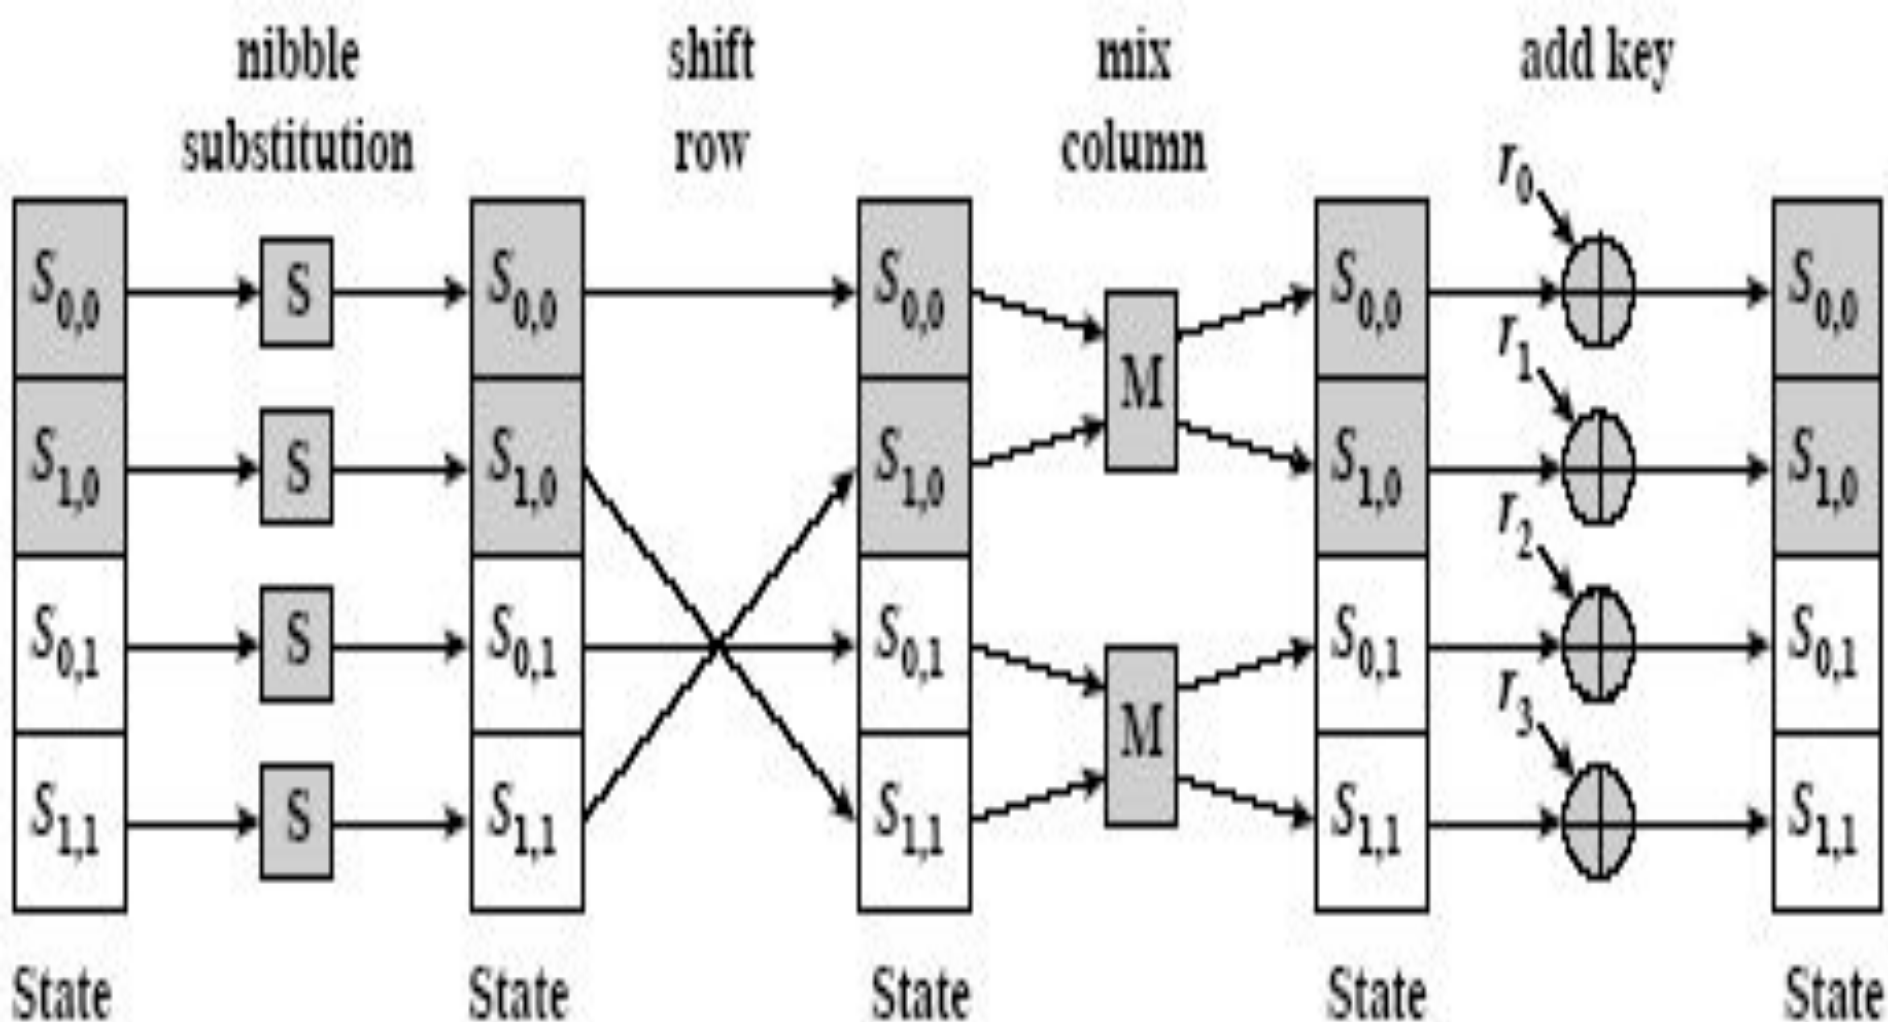 nibble
substitution
shift
row
mix
column
add key
S0,0
S
S0,0
S0,0
M
S0,0
r0
S0,0
S1,0
S
S1,0
S1,0
S1,0
r1
S1,0
S0,1
S
S0,1
S0,1
M
S0,1
r2
S0,1
S1,1
S
S1,1
S1,1
S1,1
r3
S1,1
State
State
State
State
State